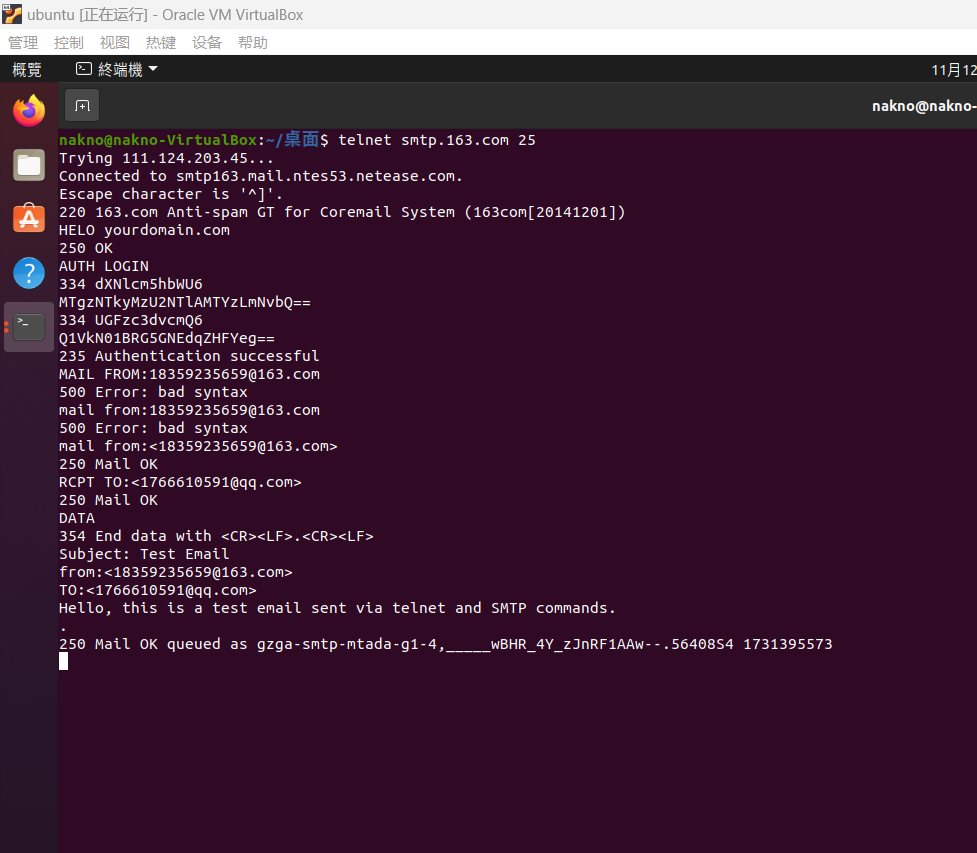 ubuntu [正在运行] - Oracle VM VirtualBox
管理 控制 视图 热键 设备 帮助
概覽 終端機 11月12
nakno@nakno-
nakno@nakno-VirtualBox:~/桌面$ telnet smtp.163.com 25
Trying 111.124.203.45...
Connected to smtp163.mail.ntes53.netease.com.
Escape character is '^]'.
220 163.com Anti-spam GT for Coremail System (163com[20141201])
HELO yourdomain.com
250 OK
AUTH LOGIN
334 dXNlcm5hbWU6
MTgzNTkyMzU2NTlAMTYzLmNvbQ==
334 UGFzc3dvcmQ6
Q1VkN01BRG5GNEdqZHFYeg==
235 Authentication successful
MAIL FROM:18359235659@163.com
500 Error: bad syntax
mail from:18359235659@163.com
500 Error: bad syntax
mail from:<18359235659@163.com>
250 Mail OK
RCPT TO:<1766610591@qq.com>
250 Mail OK
DATA
354 End data with <CR><LF>.<CR><LF>
Subject: Test Email
from:<18359235659@163.com>
TO:<1766610591@qq.com>
Hello, this is a test email sent via telnet and SMTP commands.
.
250 Mail OK queued as gzga-smtp-mtada-g1-4,_____wBHR_4Y_zJnRF1AAw--.56408S4 1731395573